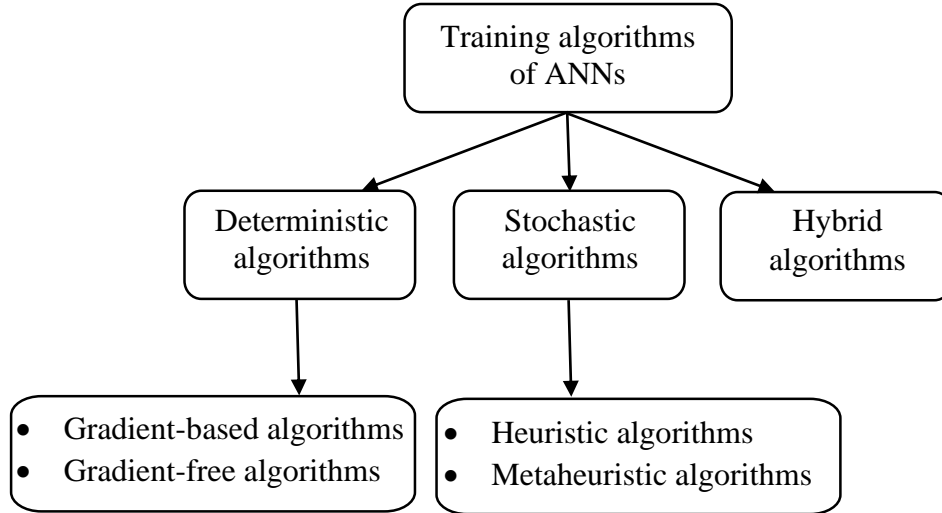 Training algorithms
of ANNs
Deterministic
algorithms
Stochastic
algorithms
Hybrid
algorithms
• Gradient-based algorithms
• Gradient-free algorithms
• Heuristic algorithms
• Metaheuristic algorithms